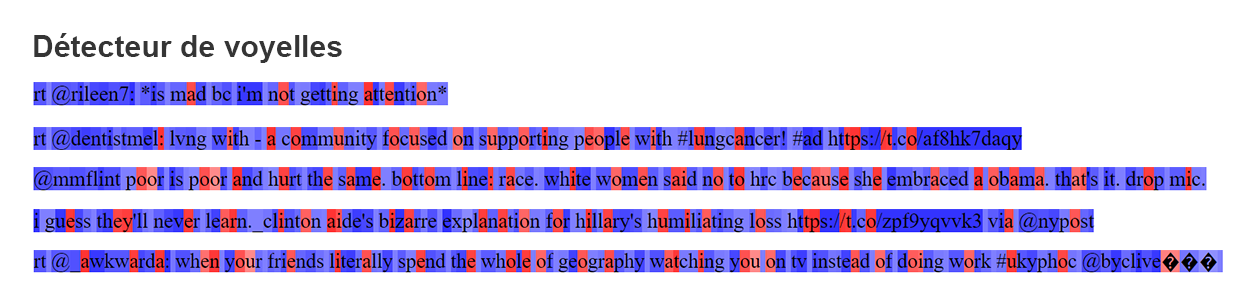 Détecteur de voyelles
rt @rileen7: *is mad bc i'm not getting attention*
rt @dentistmel: lvng with - a community focused on supporting people with #lungcancer! #ad https://t.co/af8hk7daqy
@mmflint poor is poor and hurt the same. bottom line: race. white women said no to hrc because she embraced a obama. that's it. drop mic.
i guess they'll never learn._clinton aide's bizarre explanation for hillary's humiliating loss https://t.co/zpf9yqvvk3 via @nypost
rt @_awkwarda: when your friends literally spend the whole of geography watching you on tv instead of doing work #ukyphoc @byclive���